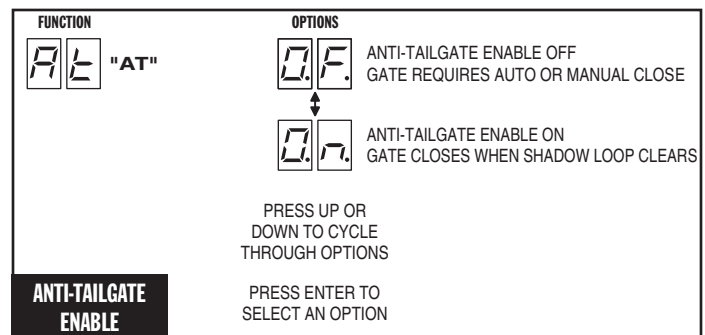 FUNCTION OPTIONS
At "AT"
O.F. ANTI-TAILGATE ENABLE OFF
GATE REQUIRES AUTO OR MANUAL CLOSE
O.n. ANTI-TAILGATE ENABLE ON
GATE CLOSES WHEN SHADOW LOOP CLEARS
PRESS UP OR
DOWN TO CYCLE
THROUGH OPTIONS
ANTI-TAILGATE
ENABLE
PRESS ENTER TO
SELECT AN OPTION